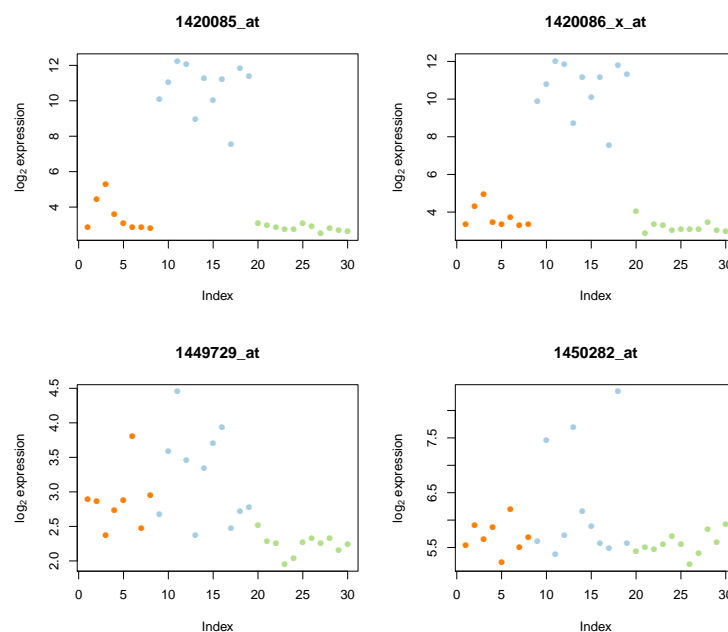 1420085_at
log2 expression
4 6 8 10 12
0 5 10 15 20 25 30
Index
1420086_x_at
log2 expression
4 6 8 10 12
0 5 10 15 20 25 30
Index
1449729_at
log2 expression
2.0 2.5 3.0 3.5 4.0 4.5
0 5 10 15 20 25 30
Index
1450282_at
log2 expression
5.5 6.5 7.5
0 5 10 15 20 25 30
Index